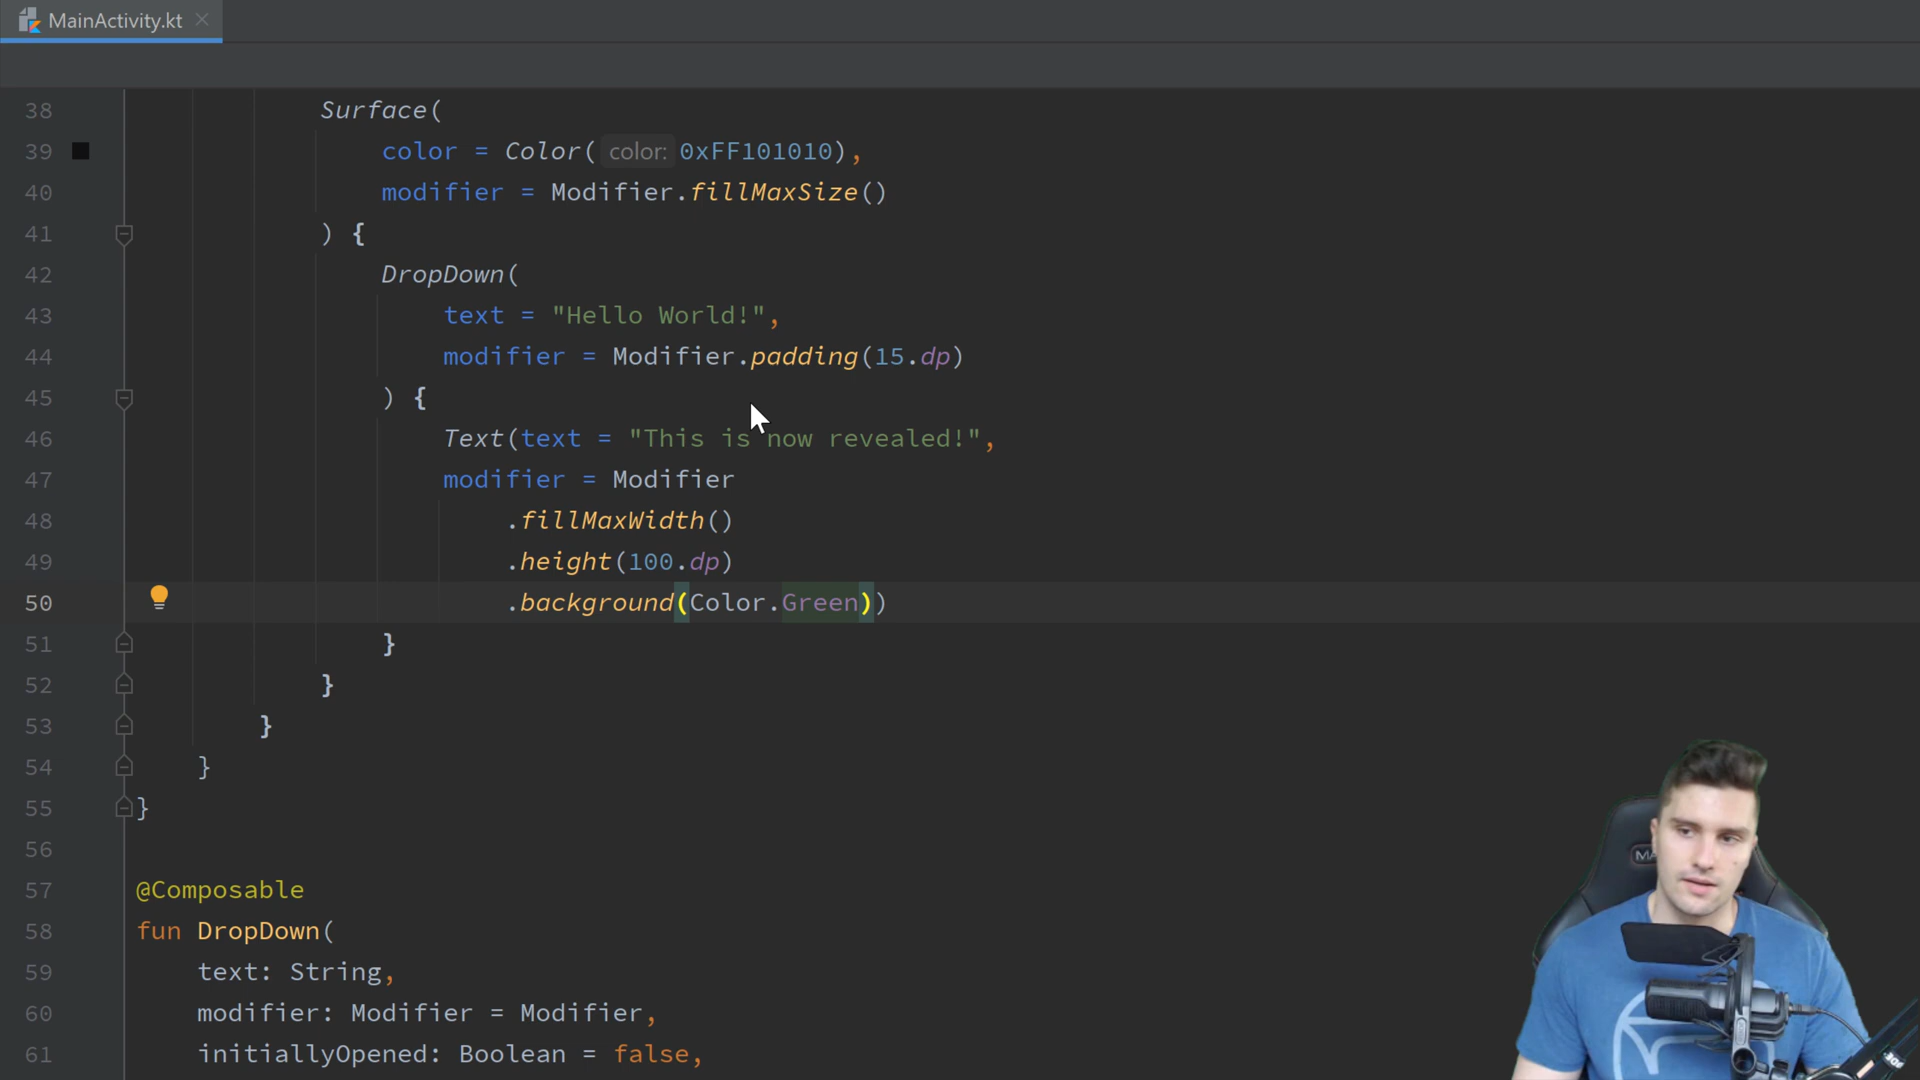 MainActivity.kt
38 Surface(
39 color = Color( color: 0xFF101010),
40 modifier = Modifier.fillMaxSize()
41 ) {
42 DropDown(
43 text = "Hello World!",
44 modifier = Modifier.padding(15.dp)
45 ) {
46 Text(text = "This is now revealed!",
47 modifier = Modifier
48 .fillMaxWidth()
49 .height(100.dp)
50 .background(Color.Green))
51 }
52 }
53 }
54 }
55 }
56
57 @Composable
58 fun DropDown(
59 text: String,
60 modifier: Modifier = Modifier,
61 initiallyOpened: Boolean = false,